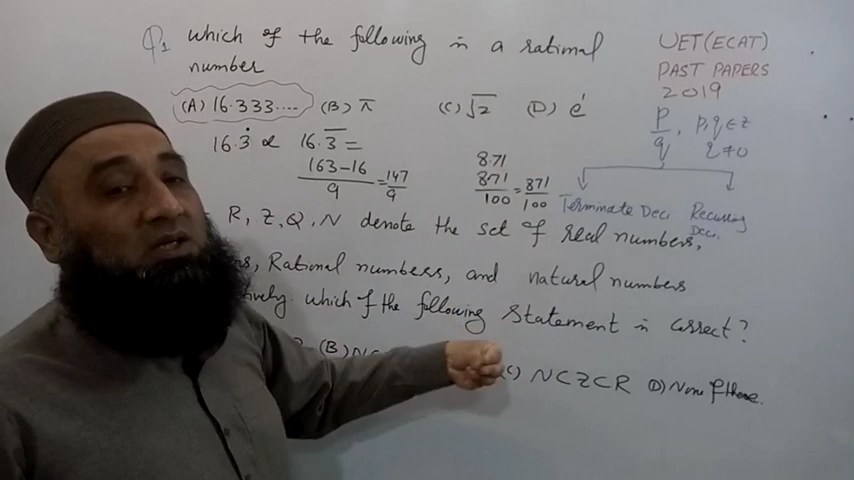 Q1 which of the following is a rational
number
(A) 16.333.... (B) π (C) √2 (D) e'
UET(ECAT)
PAST PAPERS
2019
p/q, p,q ∈ z
q ≠ 0
Terminate Deci. Recurring
Deci.
16.3̇ or 16.3̅ =
163-16/9 = 147/9
8.71
871/100 = 871/100
R, Z, Q, N denote the set of real numbers,
Rational numbers, and natural numbers
which of the following statement is correct?
(B) N⊂
(C) N⊂Z⊂R (D) None of these.